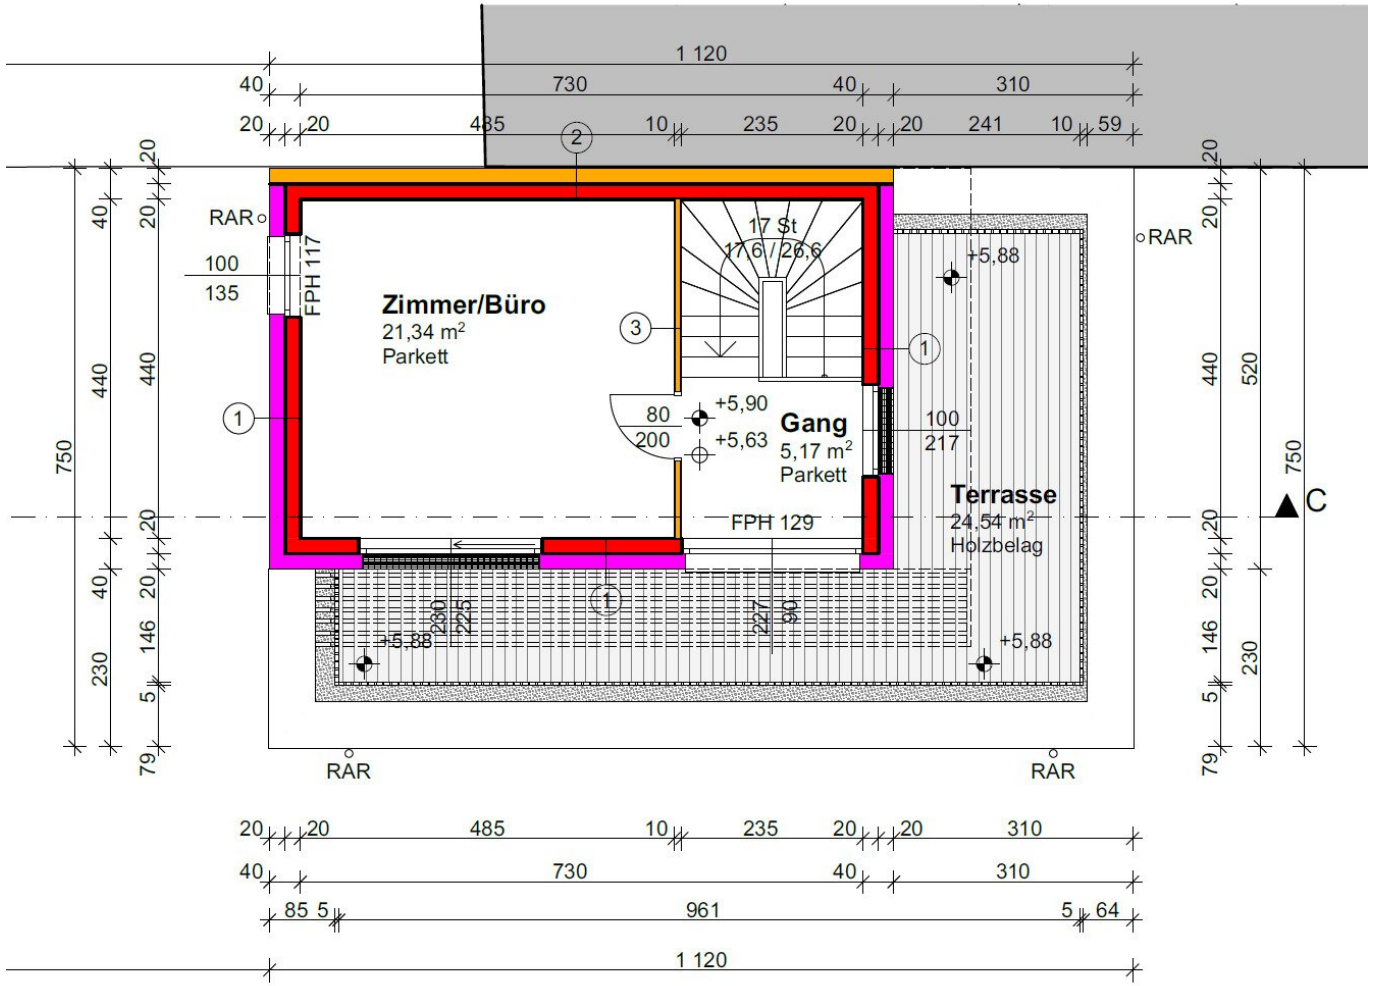 1 120
40 730 40 310
20 20 485 10 235 20 20 241 10 59
2
20
40
20
440
440
750
20
40
20
146
230
5
79
RAR
100
135
FPH 117
Zimmer/Büro
21,34 m²
Parkett
1
3
17 St
17,6 / 26,6
1
80
200
+5,90
+5,63
Gang
5,17 m²
Parkett
100
217
FPH 129
+5,88
RAR
Terrasse
24,54 m²
Holzbelag
C
20
20
440
520
750
20
20
146
230
5
79
230
225
1
227
90
+5,88
+5,88
RAR
RAR
20 20 485 10 235 20 20 310
40 730 40 310
85 5 961 5 64
1 120